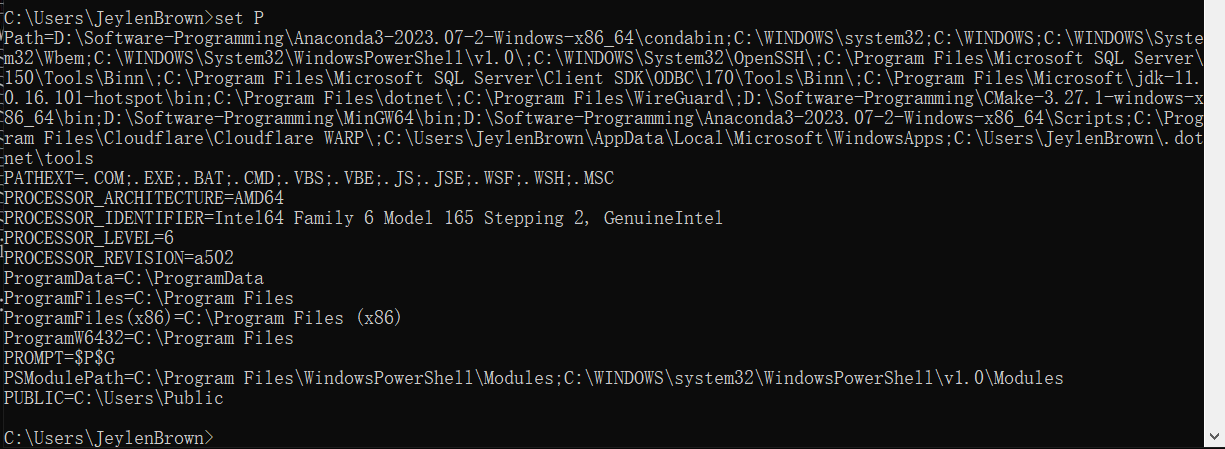 C:\Users\JeylenBrown>set P
Path=D:\Software-Programming\Anaconda3-2023.07-2-Windows-x86_64\condabin;C:\WINDOWS\system32;C:\WINDOWS;C:\WINDOWS\Syste
m32\Wbem;C:\WINDOWS\System32\WindowsPowerShell\v1.0\;C:\WINDOWS\System32\OpenSSH\;C:\Program Files\Microsoft SQL Server\
150\Tools\Binn\;C:\Program Files\Microsoft SQL Server\Client SDK\ODBC\170\Tools\Binn\;C:\Program Files\Microsoft\jdk-11.
0.16.101-hotspot\bin;C:\Program Files\dotnet\;C:\Program Files\WireGuard\;D:\Software-Programming\CMake-3.27.1-windows-x
86_64\bin;D:\Software-Programming\MinGW64\bin;D:\Software-Programming\Anaconda3-2023.07-2-Windows-x86_64\Scripts;C:\Prog
ram Files\Cloudflare\Cloudflare WARP\;C:\Users\JeylenBrown\AppData\Local\Microsoft\WindowsApps;C:\Users\JeylenBrown\.dot
net\tools
PATHEXT=.COM;.EXE;.BAT;.CMD;.VBS;.VBE;.JS;.JSE;.WSF;.WSH;.MSC
PROCESSOR_ARCHITECTURE=AMD64
PROCESSOR_IDENTIFIER=Intel64 Family 6 Model 165 Stepping 2, GenuineIntel
PROCESSOR_LEVEL=6
PROCESSOR_REVISION=a502
ProgramData=C:\ProgramData
ProgramFiles=C:\Program Files
ProgramFiles(x86)=C:\Program Files (x86)
ProgramW6432=C:\Program Files
PROMPT=$P$G
PSModulePath=C:\Program Files\WindowsPowerShell\Modules;C:\WINDOWS\system32\WindowsPowerShell\v1.0\Modules
PUBLIC=C:\Users\Public
C:\Users\JeylenBrown>